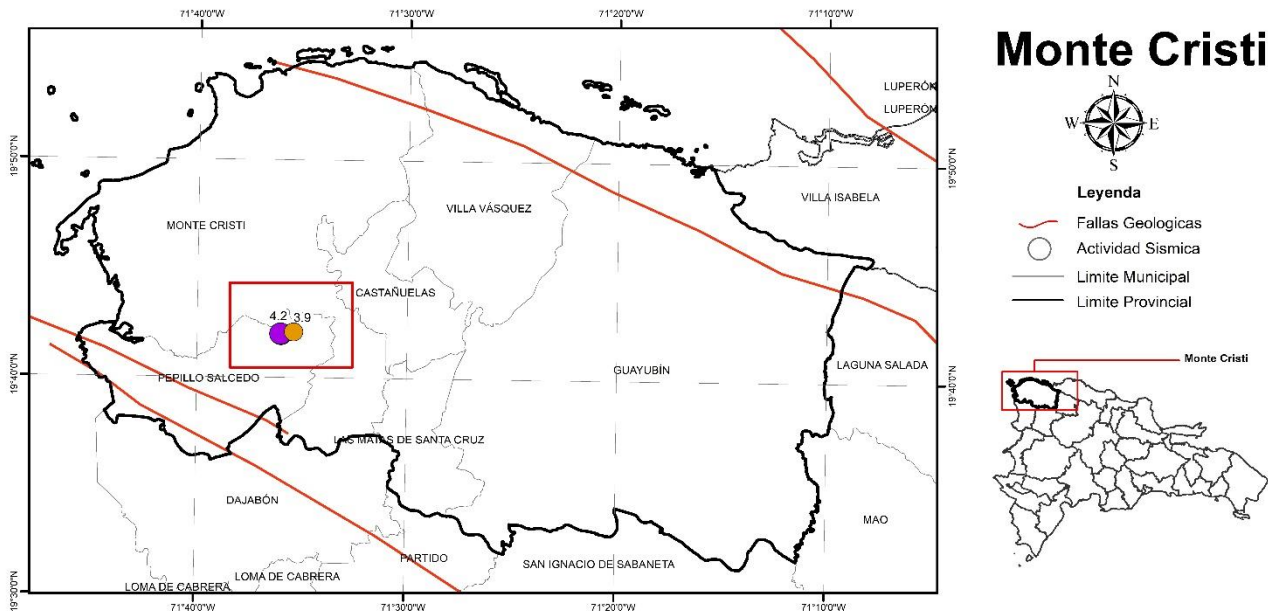 71°40'0"W
71°30'0"W
71°20'0"W
71°10'0"W
Monte Cristi
N
W
E
S
LUPERÓN
LUPERÓN
19°50'0"N
19°50'0"N
VILLA VÁSQUEZ
VILLA ISABELA
MONTE CRISTI
Leyenda
Fallas Geologicas
Actividad Sismica
Limite Municipal
Limite Provincial
CASTAÑUELAS
4.2
3.9
GUAYUBÍN
LAGUNA SALADA
Monte Cristi
19°40'0"N
19°40'0"N
PEPILLO SALCEDO
LAS MATAS DE SANTA CRUZ
DAJABÓN
MAO
PARTIDO
SAN IGNACIO DE SABANETA
LOMA DE CABRERA
LOMA DE CABRERA
19°30'0"N
71°40'0"W
71°30'0"W
71°20'0"W
71°10'0"W